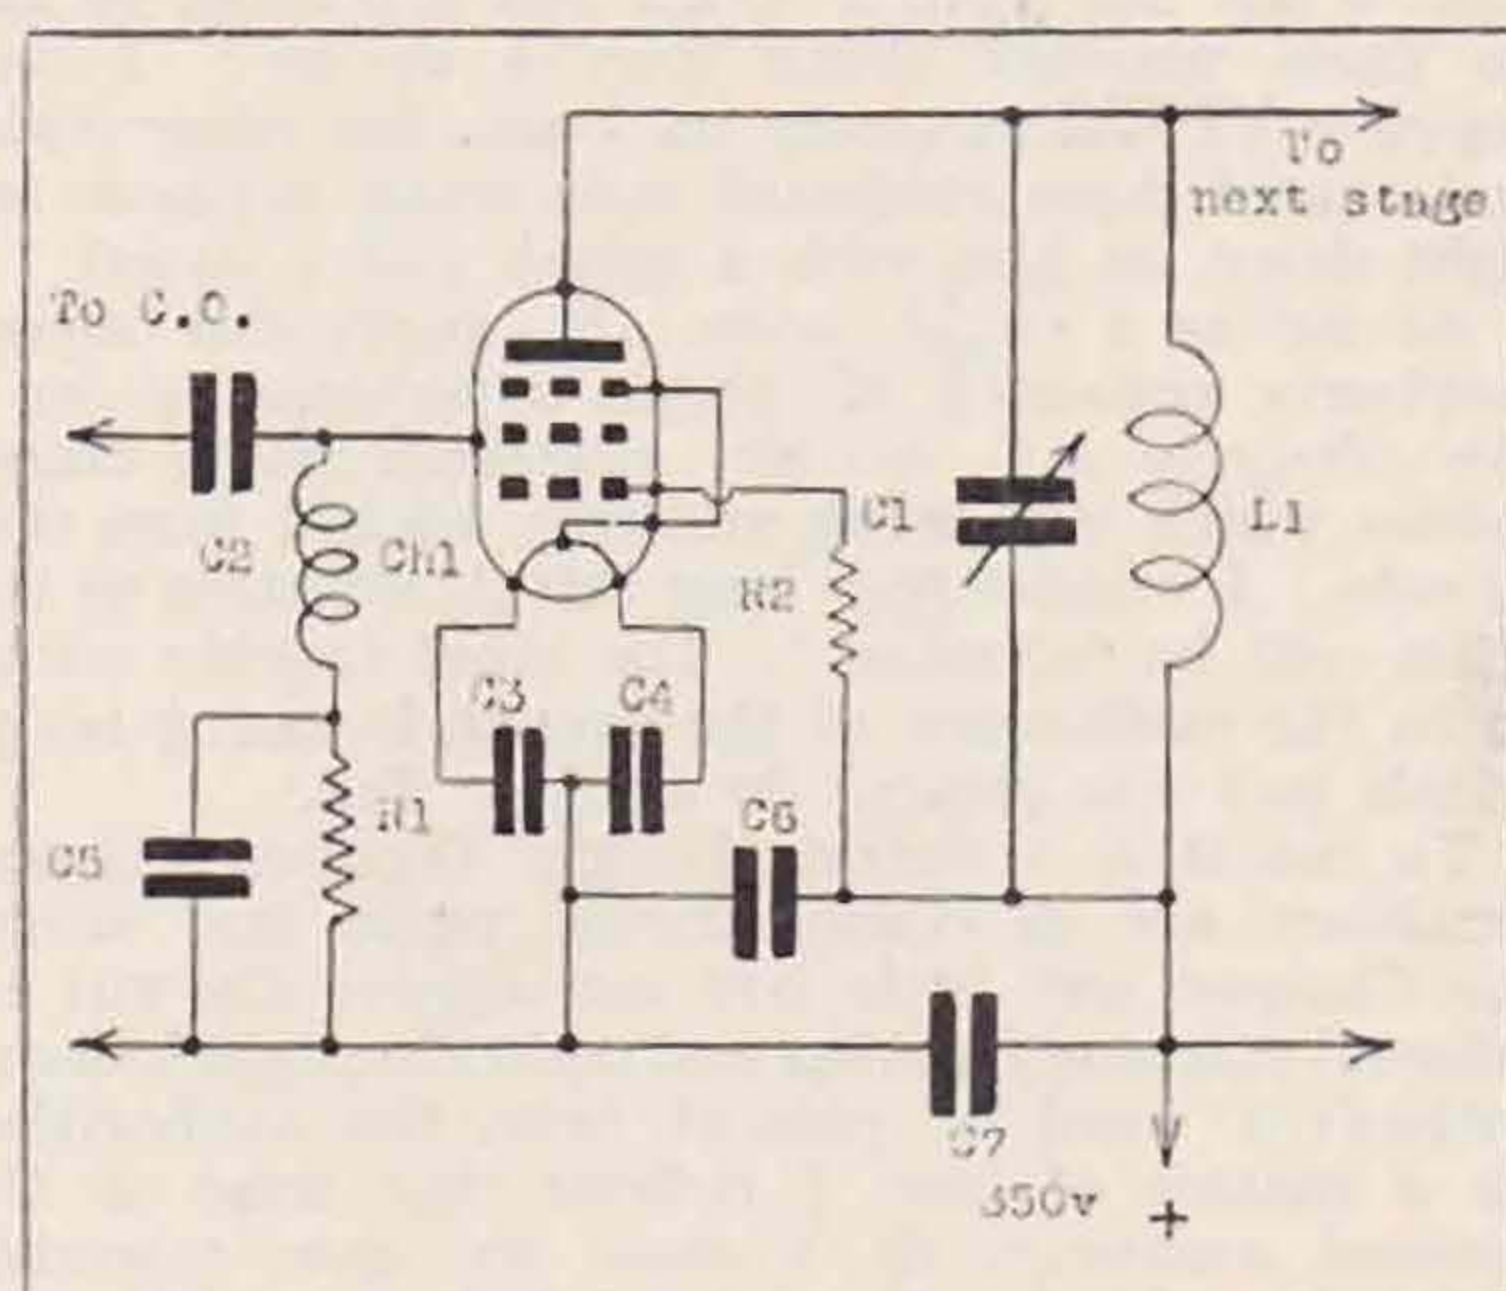 To
next stage
To C.O.
C1
L1
C2
Ch1
R2
C3
C4
C6
R1
C5
C7
350v
+